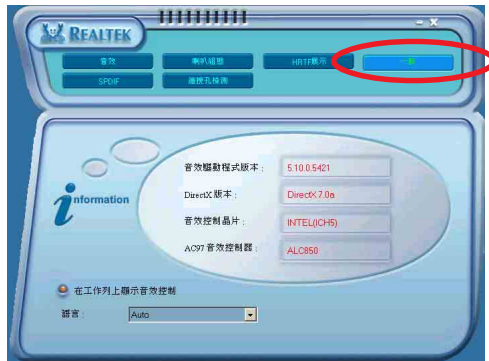 REALTEK
音效
喇叭組態
HRTF展示
一般
SPDIF
連接孔檢測
information
音效驅動程式版本：
5.10.0.5421
DirectX 版本：
DirectX 7.0a
音效控制晶片：
INTEL(ICH5)
AC97 音效控制器：
ALC850
在工作列上顯示音效控制
語言：
Auto